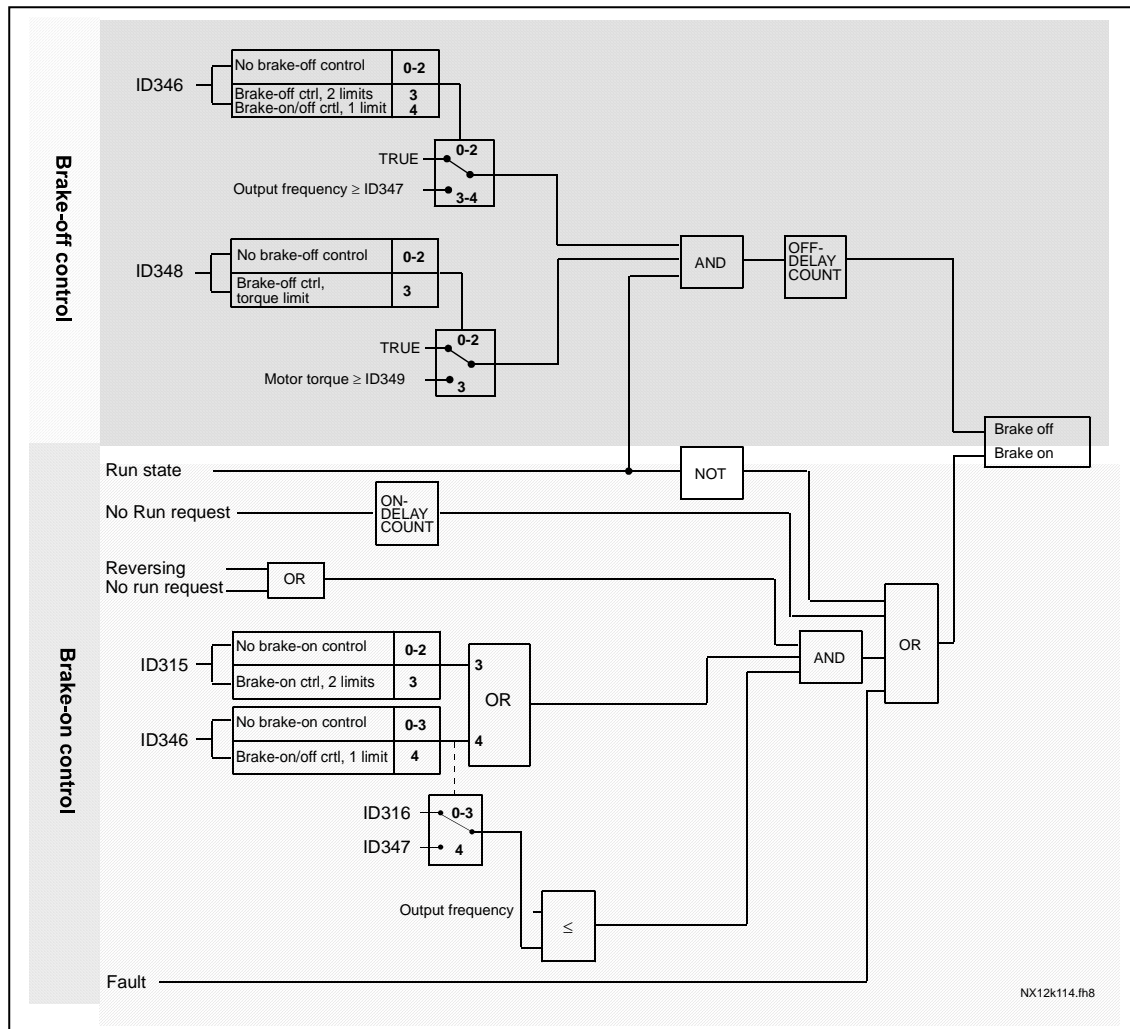 Brake-off control
ID346
No brake-off control 0-2
Brake-off ctrl, 2 limits 3
Brake-on/off crtl, 1 limit 4
0-2
TRUE
Output frequency ≥ ID347
3-4
ID348
No brake-off control 0-2
Brake-off ctrl,
torque limit 3
0-2
TRUE
Motor torque ≥ ID349
3
AND
OFF-
DELAY
COUNT
Brake off
Brake on
Brake-on control
Run state
NOT
No Run request
ON-
DELAY
COUNT
Reversing
No run request
OR
ID315
No brake-on control 0-2
Brake-on ctrl, 2 limits 3
ID346
No brake-on control 0-3
Brake-on/off crtl, 1 limit 4
3
OR
4
AND
OR
ID316
0-3
ID347
4
Output frequency
≤
Fault
NX12k114.fh8